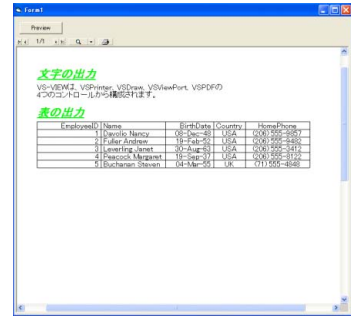 Form1
Preview
1/1
文字の出力
VS-VIEWは、VSPrinter, VSDraw, VSViewPort, VSPDFの
4つのコントロールから構成されます。
表の出力
EmployeeID Name BirthDate Country HomePhone
1 Davolio Nancy 08-Dec-48 USA (206) 555-9857
2 Fuller Andrew 19-Feb-52 USA (206) 555-9482
3 Leverling Janet 30-Aug-63 USA (206) 555-3412
4 Peacock Margaret 19-Sep-37 USA (206) 555-8122
5 Buchanan Steven 04-Mar-55 UK (71) 555-4848